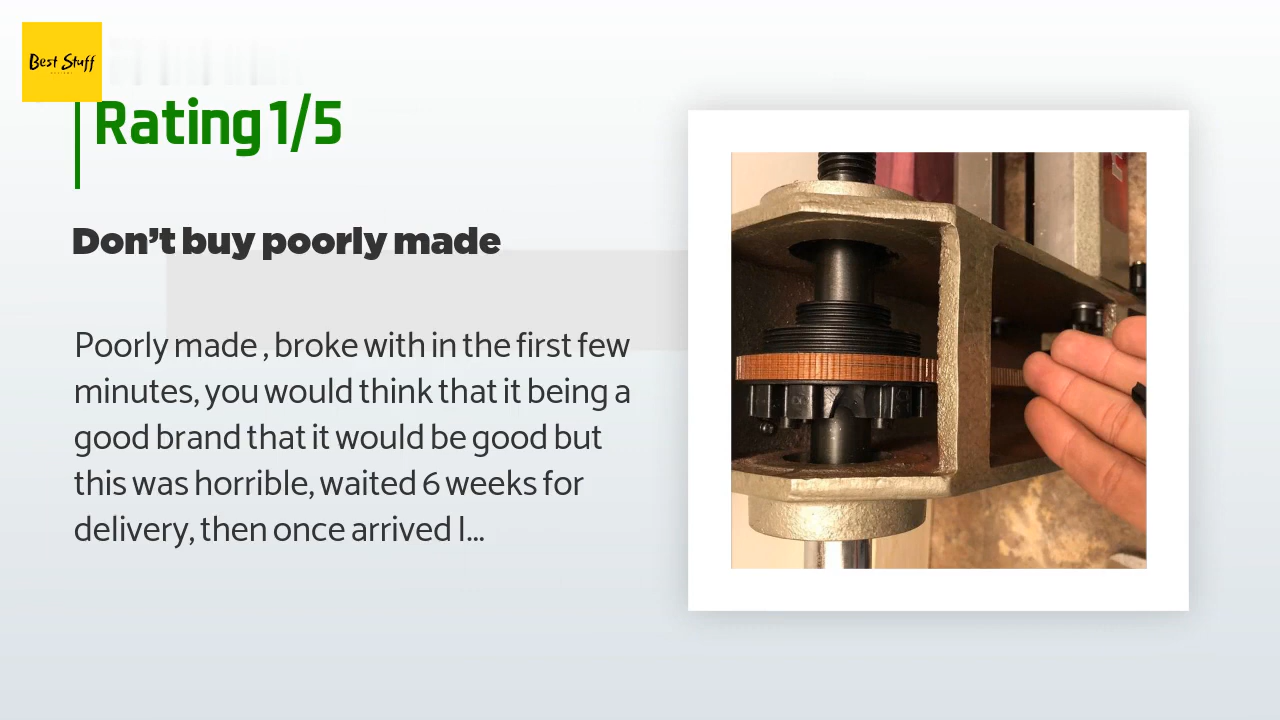 Best Stuff
Rating 1/5
Don't buy poorly made
Poorly made , broke with in the first few
minutes, you would think that it being a
good brand that it would be good but
this was horrible, waited 6 weeks for
delivery, then once arrived I...